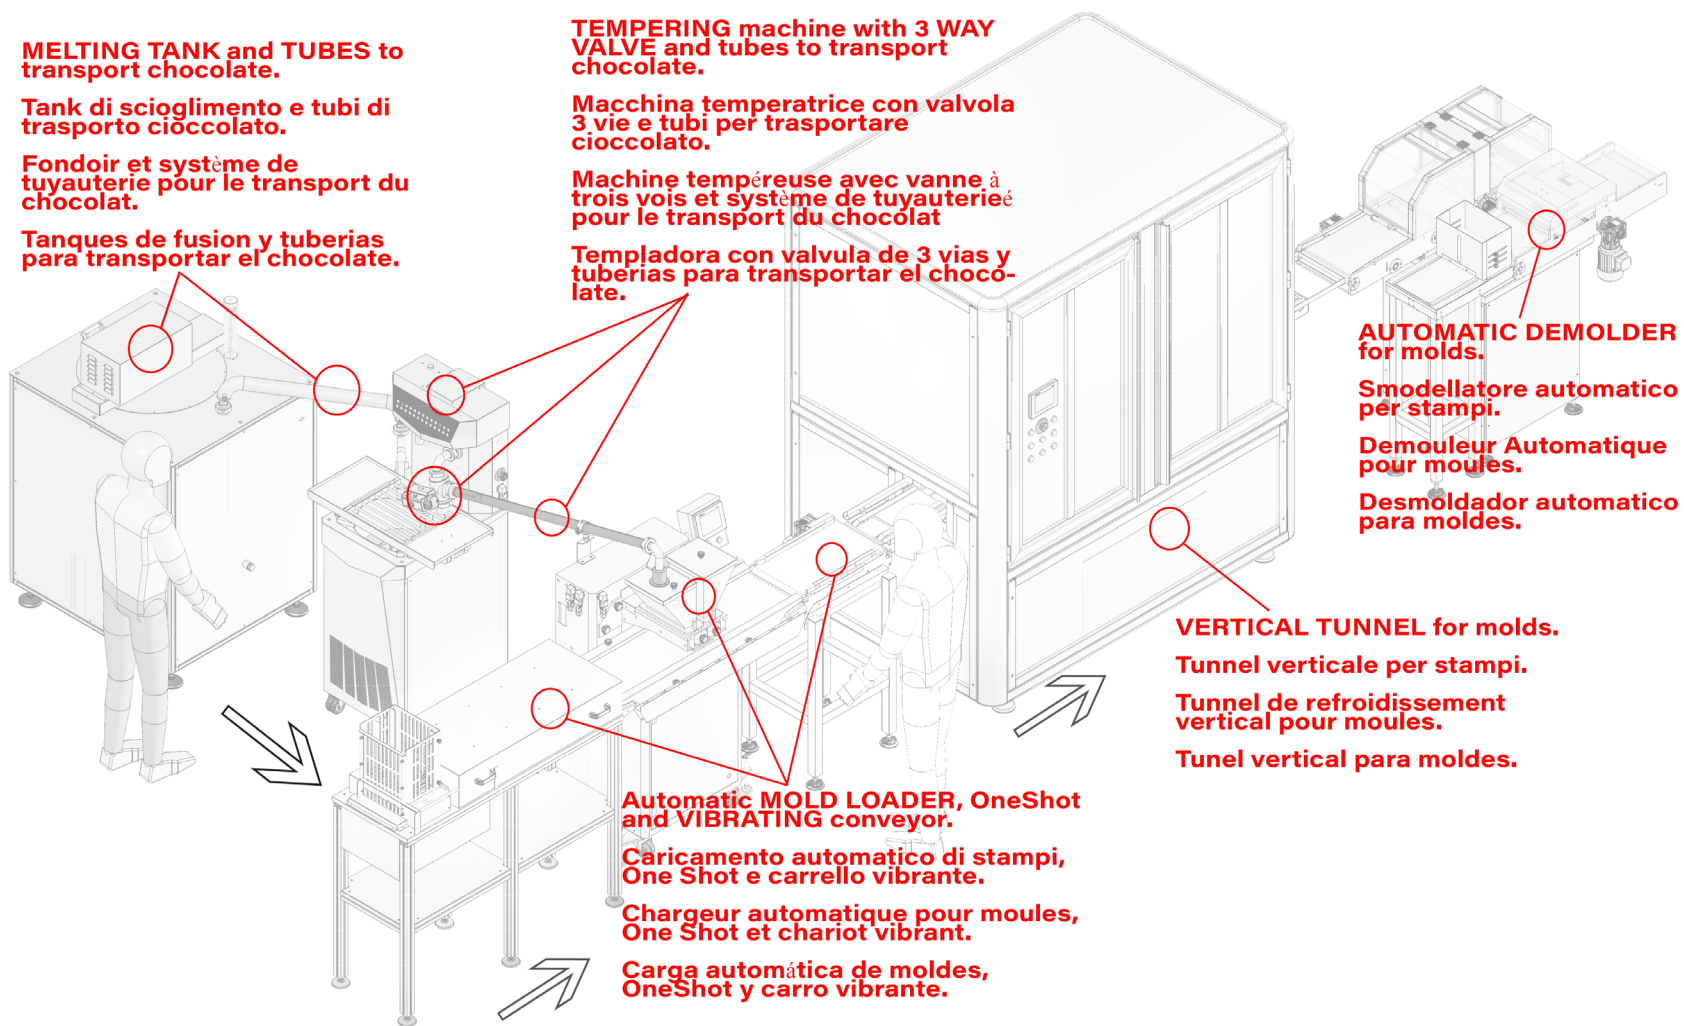 MELTING TANK and TUBES to
transport chocolate.
Tank di scioglimento e tubi di
trasporto cioccolato.
Fondoir et système de
tuyauterie pour le transport du
chocolat.
Tanques de fusion y tuberias
para transportar el chocolate.
TEMPERING machine with 3 WAY
VALVE and tubes to transport
chocolate.
Macchina temperatrice con valvola
3 vie e tubi per trasportare
cioccolato.
Machine tempéreuse avec vanne à
trois vois et système de tuyauterieé
pour le transport du chocolat
Templadora con valvula de 3 vias y
tuberias para transportar el choco-
late.
AUTOMATIC DEMOLDER
for molds.
Smodellatore automatico
per stampi.
Demouleur Automatique
pour moules.
Desmoldador automatico
para moldes.
VERTICAL TUNNEL for molds.
Tunnel verticale per stampi.
Tunnel de refroidissement
vertical pour moules.
Tunel vertical para moldes.
Automatic MOLD LOADER, OneShot
and VIBRATING conveyor.
Caricamento automatico di stampi,
One Shot e carrello vibrante.
Chargeur automatique pour moules,
One Shot et chariot vibrant.
Carga automática de moldes,
OneShot y carro vibrante.